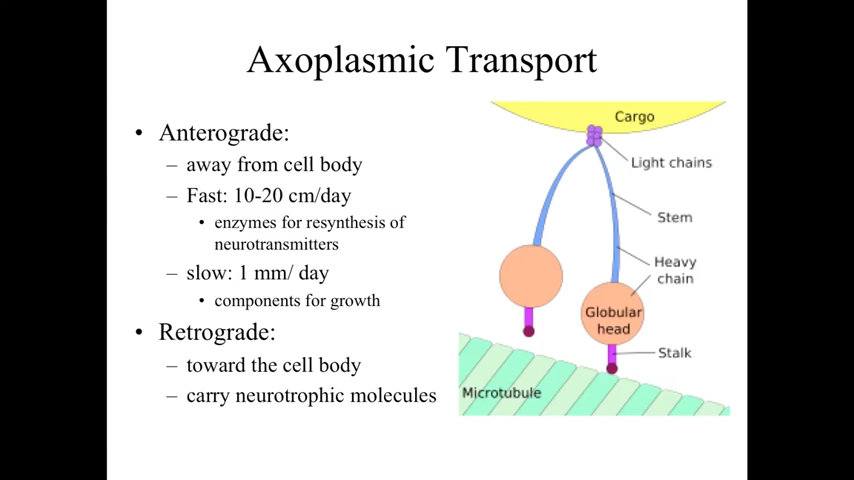 Axoplasmic Transport
• Anterograde:
– away from cell body
– Fast: 10-20 cm/day
• enzymes for resynthesis of
neurotransmitters
– slow: 1 mm/ day
• components for growth
• Retrograde:
– toward the cell body
– carry neurotrophic molecules
Cargo
Light chains
Stem
Heavy
chain
Globular
head
Stalk
Microtubule